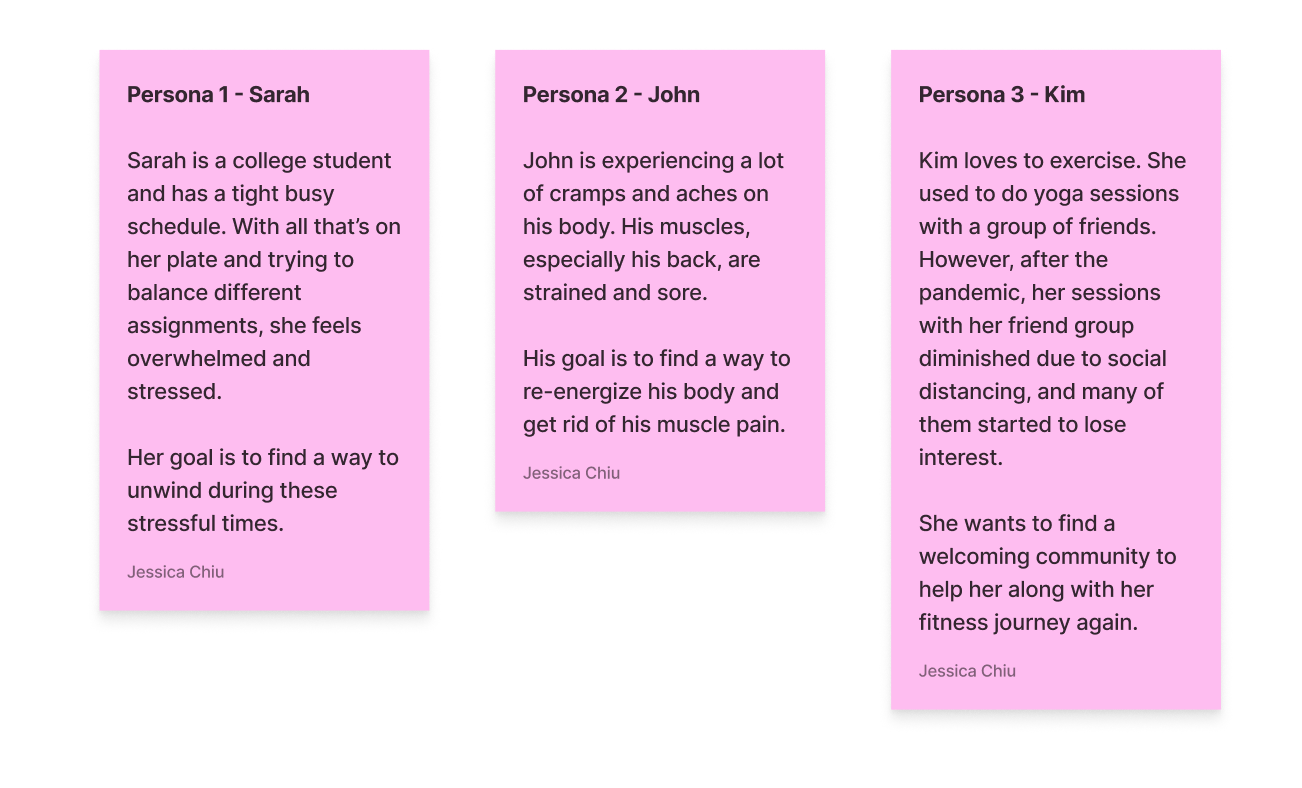 Persona 1 - Sarah
Sarah is a college student
and has a tight busy
schedule. With all that’s on
her plate and trying to
balance different
assignments, she feels
overwhelmed and
stressed.
Her goal is to find a way to
unwind during these
stressful times.
Jessica Chiu
Persona 2 - John
John is experiencing a lot
of cramps and aches on
his body. His muscles,
especially his back, are
strained and sore.
His goal is to find a way to
re-energize his body and
get rid of his muscle pain.
Jessica Chiu
Persona 3 - Kim
Kim loves to exercise. She
used to do yoga sessions
with a group of friends.
However, after the
pandemic, her sessions
with her friend group
diminished due to social
distancing, and many of
them started to lose
interest.
She wants to find a
welcoming community to
help her along with her
fitness journey again.
Jessica Chiu